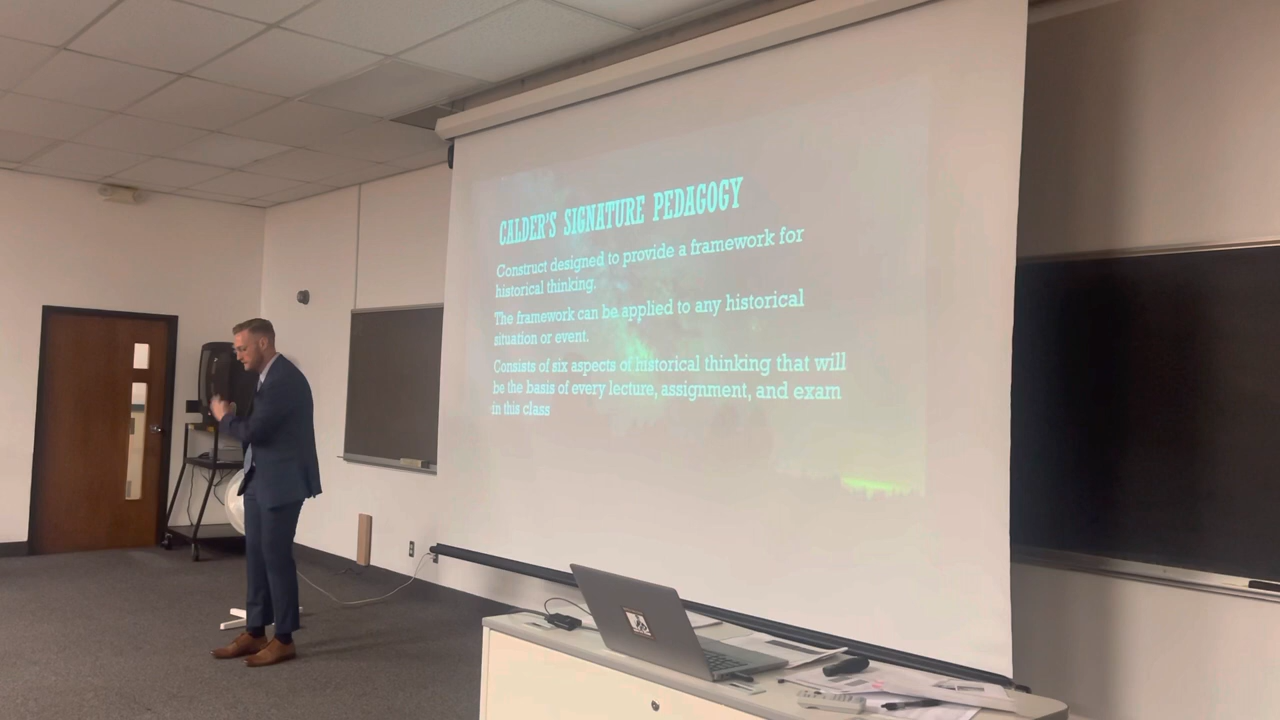 CALDER'S SIGNATURE PEDAGOGY
Construct designed to provide a framework for
historical thinking.
The framework can be applied to any historical
situation or event.
Consists of six aspects of historical thinking that will
be the basis of every lecture, assignment, and exam
in this class